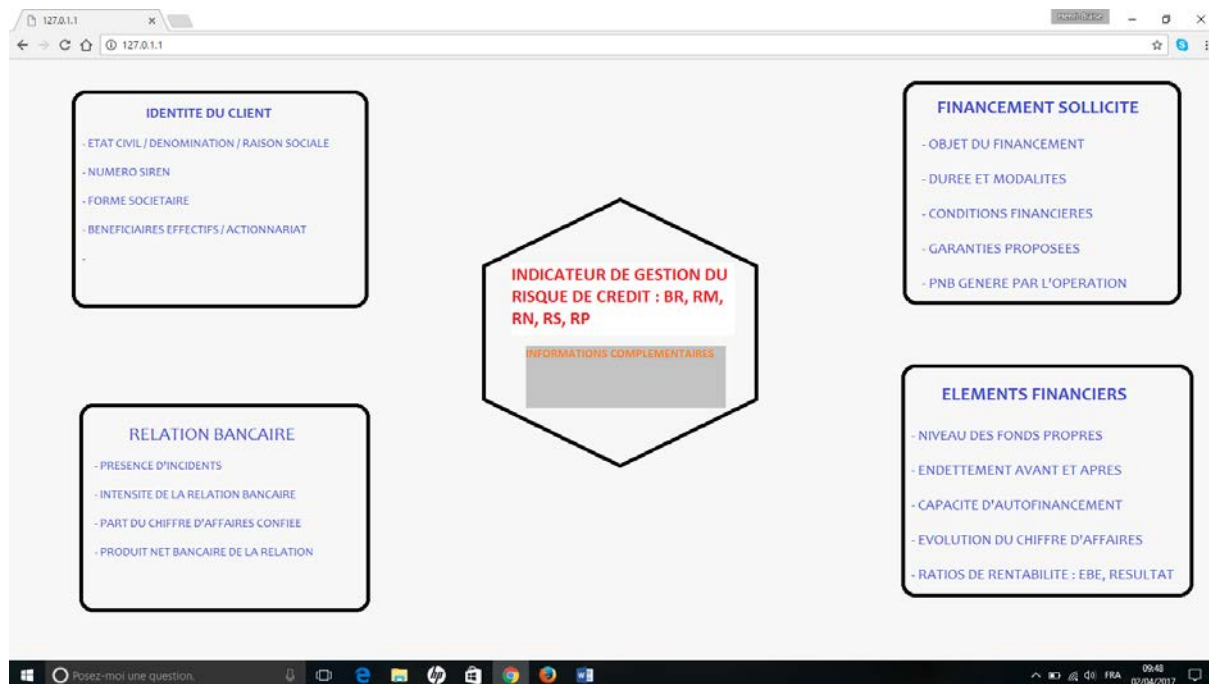 127.0.1.1
127.0.1.1
IDENTITE DU CLIENT
- ETAT CIVIL / DENOMINATION / RAISON SOCIALE
- NUMERO SIREN
- FORME SOCIETAIRE
- BENEFICIAIRES EFFECTIFS / ACTIONNARIAT
-
FINANCEMENT SOLLICITE
- OBJET DU FINANCEMENT
- DUREE ET MODALITES
- CONDITIONS FINANCIERES
- GARANTIES PROPOSEES
- PNB GENERE PAR L'OPERATION
INDICATEUR DE GESTION DU
RISQUE DE CREDIT : BR, RM,
RN, RS, RP
INFORMATIONS COMPLEMENTAIRES
RELATION BANCAIRE
- PRESENCE D'INCIDENTS
- INTENSITE DE LA RELATION BANCAIRE
- PART DU CHIFFRE D'AFFAIRES CONFIEE
- PRODUIT NET BANCAIRE DE LA RELATION
ELEMENTS FINANCIERS
- NIVEAU DES FONDS PROPRES
- ENDETTEMENT AVANT ET APRES
- CAPACITE D'AUTOFINANCEMENT
- EVOLUTION DU CHIFFRE D'AFFAIRES
- RATIOS DE RENTABILITE : EBE, RESULTAT
Posez-moi une question.
FRA
09:48
02/04/2017